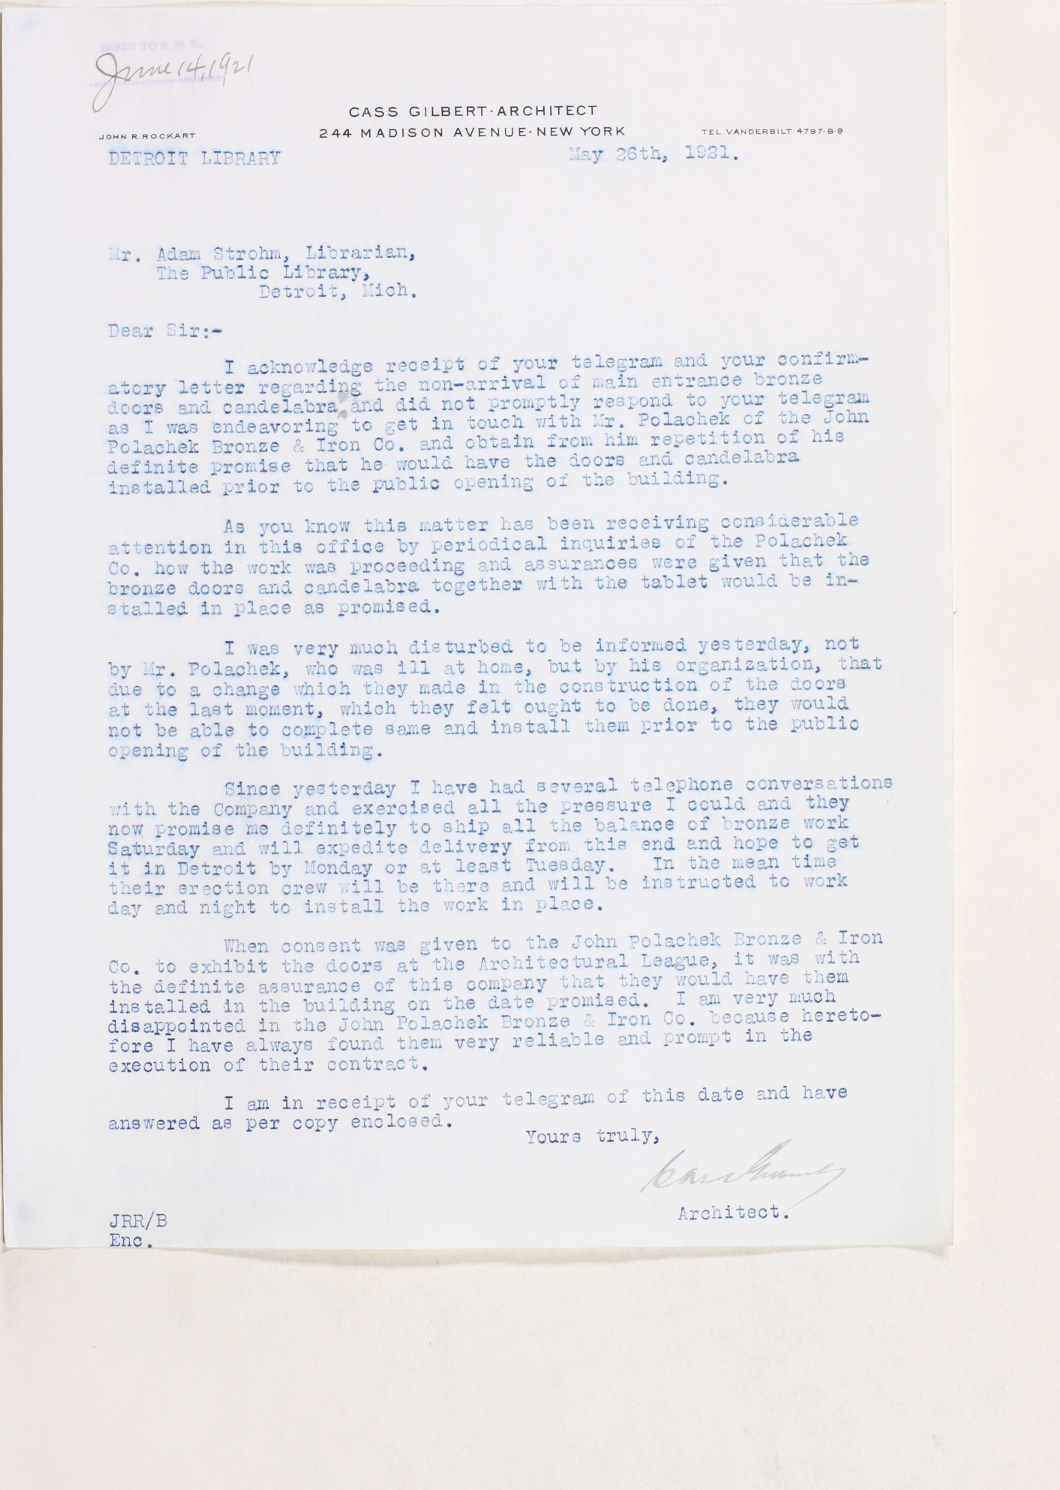 GIVEN TO N.M.C.
June 14, 1921
CASS GILBERT·ARCHITECT
JOHN R. ROCKART
244 MADISON AVENUE·NEW YORK
TEL. VANDERBILT 4797-8-9
DETROIT LIBRARY
May 26th, 1921.
Mr. Adam Strohm, Librarian,
The Public Library,
Detroit, Mich.
Dear Sir:-
I acknowledge receipt of your telegram and your confirm-
atory letter regarding the non-arrival of main entrance bronze
doors and candelabra, and did not promptly respond to your telegram
as I was endeavoring to get in touch with Mr. Polachek of the John
Polachek Bronze & Iron Co. and obtain from him repetition of his
definite promise that he would have the doors and candelabra
installed prior to the public opening of the building.
As you know this matter has been receiving considerable
attention in this office by periodical inquiries of the Polachek
Co. how the work was proceeding and assurances were given that the
bronze doors and candelabra together with the tablet would be in-
stalled in place as promised.
I was very much disturbed to be informed yesterday, not
by Mr. Polachek, who was ill at home, but by his organization, that
due to a change which they made in the construction of the doors
at the last moment, which they felt ought to be done, they would
not be able to complete same and install them prior to the public
opening of the building.
Since yesterday I have had several telephone conversations
with the Company and exercised all the pressure I could and they
now promise me definitely to ship all the balance of bronze work
Saturday and will expedite delivery from this end and hope to get
it in Detroit by Monday or at least Tuesday. In the mean time
their erection crew will be there and will be instructed to work
day and night to install the work in place.
When consent was given to the John Polachek Bronze & Iron
Co. to exhibit the doors at the Architectural League, it was with
the definite assurance of this company that they would have them
installed in the building on the date promised. I am very much
disappointed in the John Polachek Bronze & Iron Co. because hereto-
fore I have always found them very reliable and prompt in the
execution of their contract.
I am in receipt of your telegram of this date and have
answered as per copy enclosed.
Yours truly,
Cass Gilbert
Architect.
JRR/B
Enc.